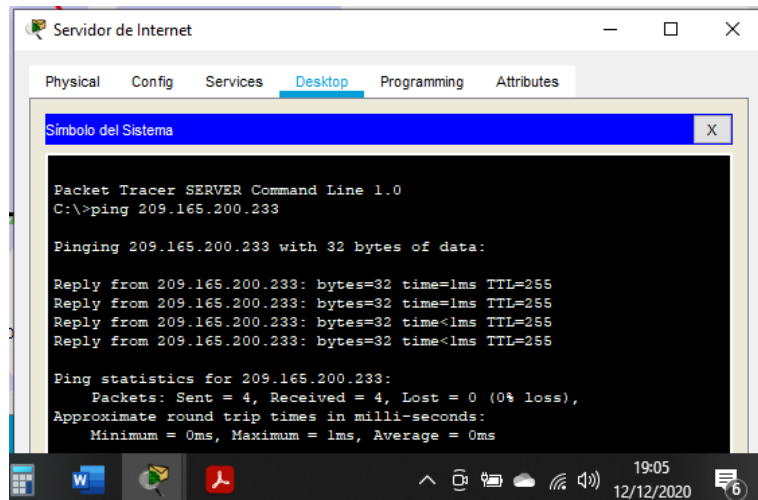 Servidor de Internet
Physical Config Services Desktop Programming Attributes
Símbolo del Sistema X
Packet Tracer SERVER Command Line 1.0
C:\>ping 209.165.200.233
Pinging 209.165.200.233 with 32 bytes of data:
Reply from 209.165.200.233: bytes=32 time=1ms TTL=255
Reply from 209.165.200.233: bytes=32 time=1ms TTL=255
Reply from 209.165.200.233: bytes=32 time<1ms TTL=255
Reply from 209.165.200.233: bytes=32 time<1ms TTL=255
Ping statistics for 209.165.200.233:
Packets: Sent = 4, Received = 4, Lost = 0 (0% loss),
Approximate round trip times in milli-seconds:
Minimum = 0ms, Maximum = 1ms, Average = 0ms
W
19:05
12/12/2020
6